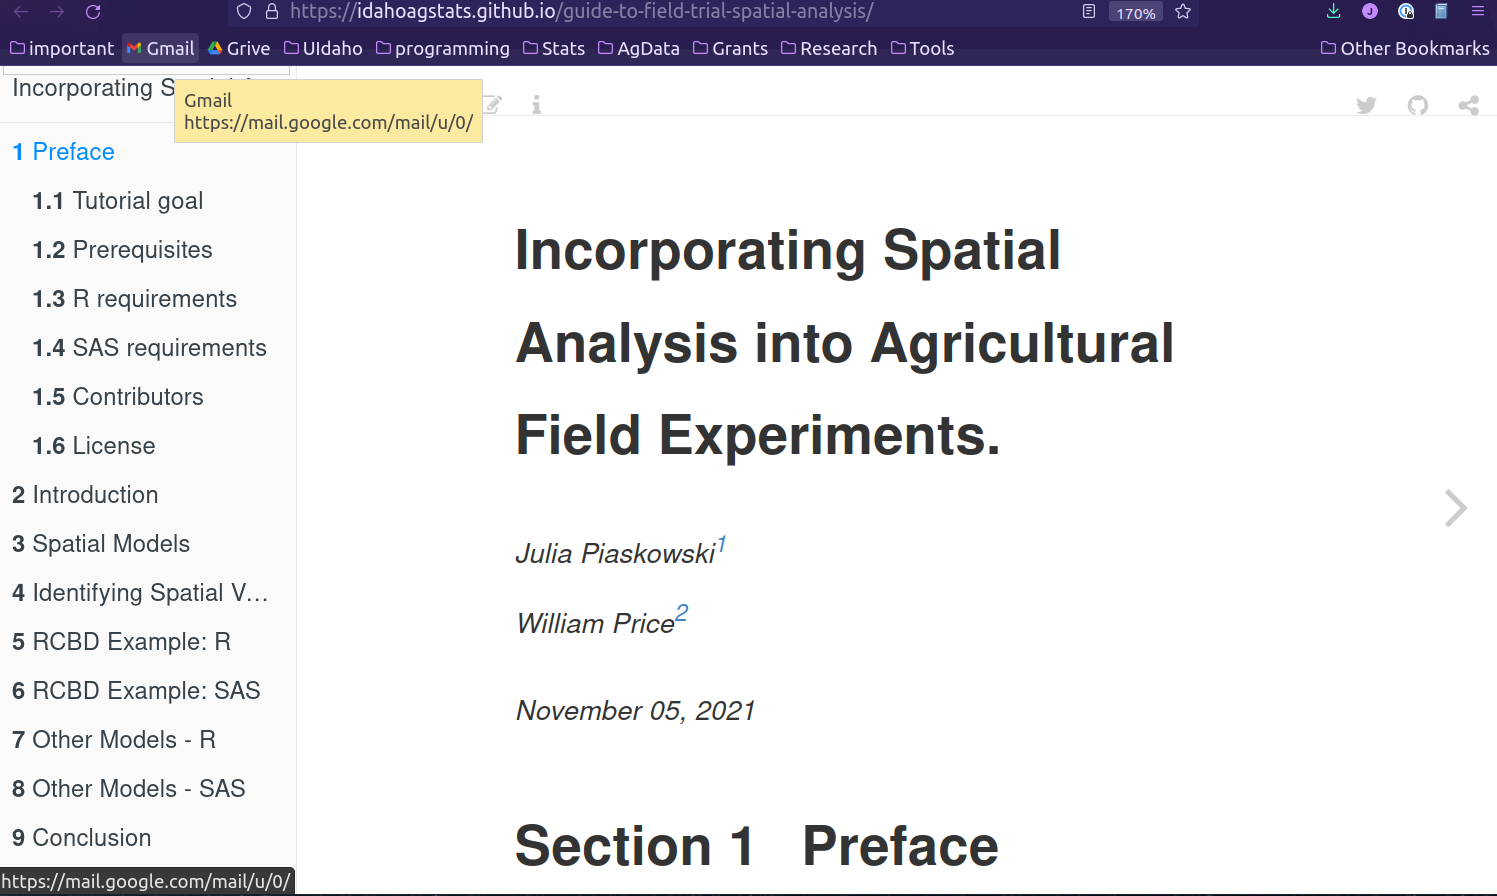 https://idahoagstats.github.io/guide-to-field-trial-spatial-analysis/
170%
J
important Gmail Grive UIdaho programming Stats AgData Grants Research Tools Other Bookmarks
Incorporating S
Gmail
https://mail.google.com/mail/u/0/
1 Preface
1.1 Tutorial goal
1.2 Prerequisites
1.3 R requirements
1.4 SAS requirements
1.5 Contributors
1.6 License
2 Introduction
3 Spatial Models
4 Identifying Spatial V…
5 RCBD Example: R
6 RCBD Example: SAS
7 Other Models - R
8 Other Models - SAS
9 Conclusion
https://mail.google.com/mail/u/0/
Incorporating Spatial
Analysis into Agricultural
Field Experiments.
Julia Piaskowski1
William Price2
November 05, 2021
Section 1 Preface